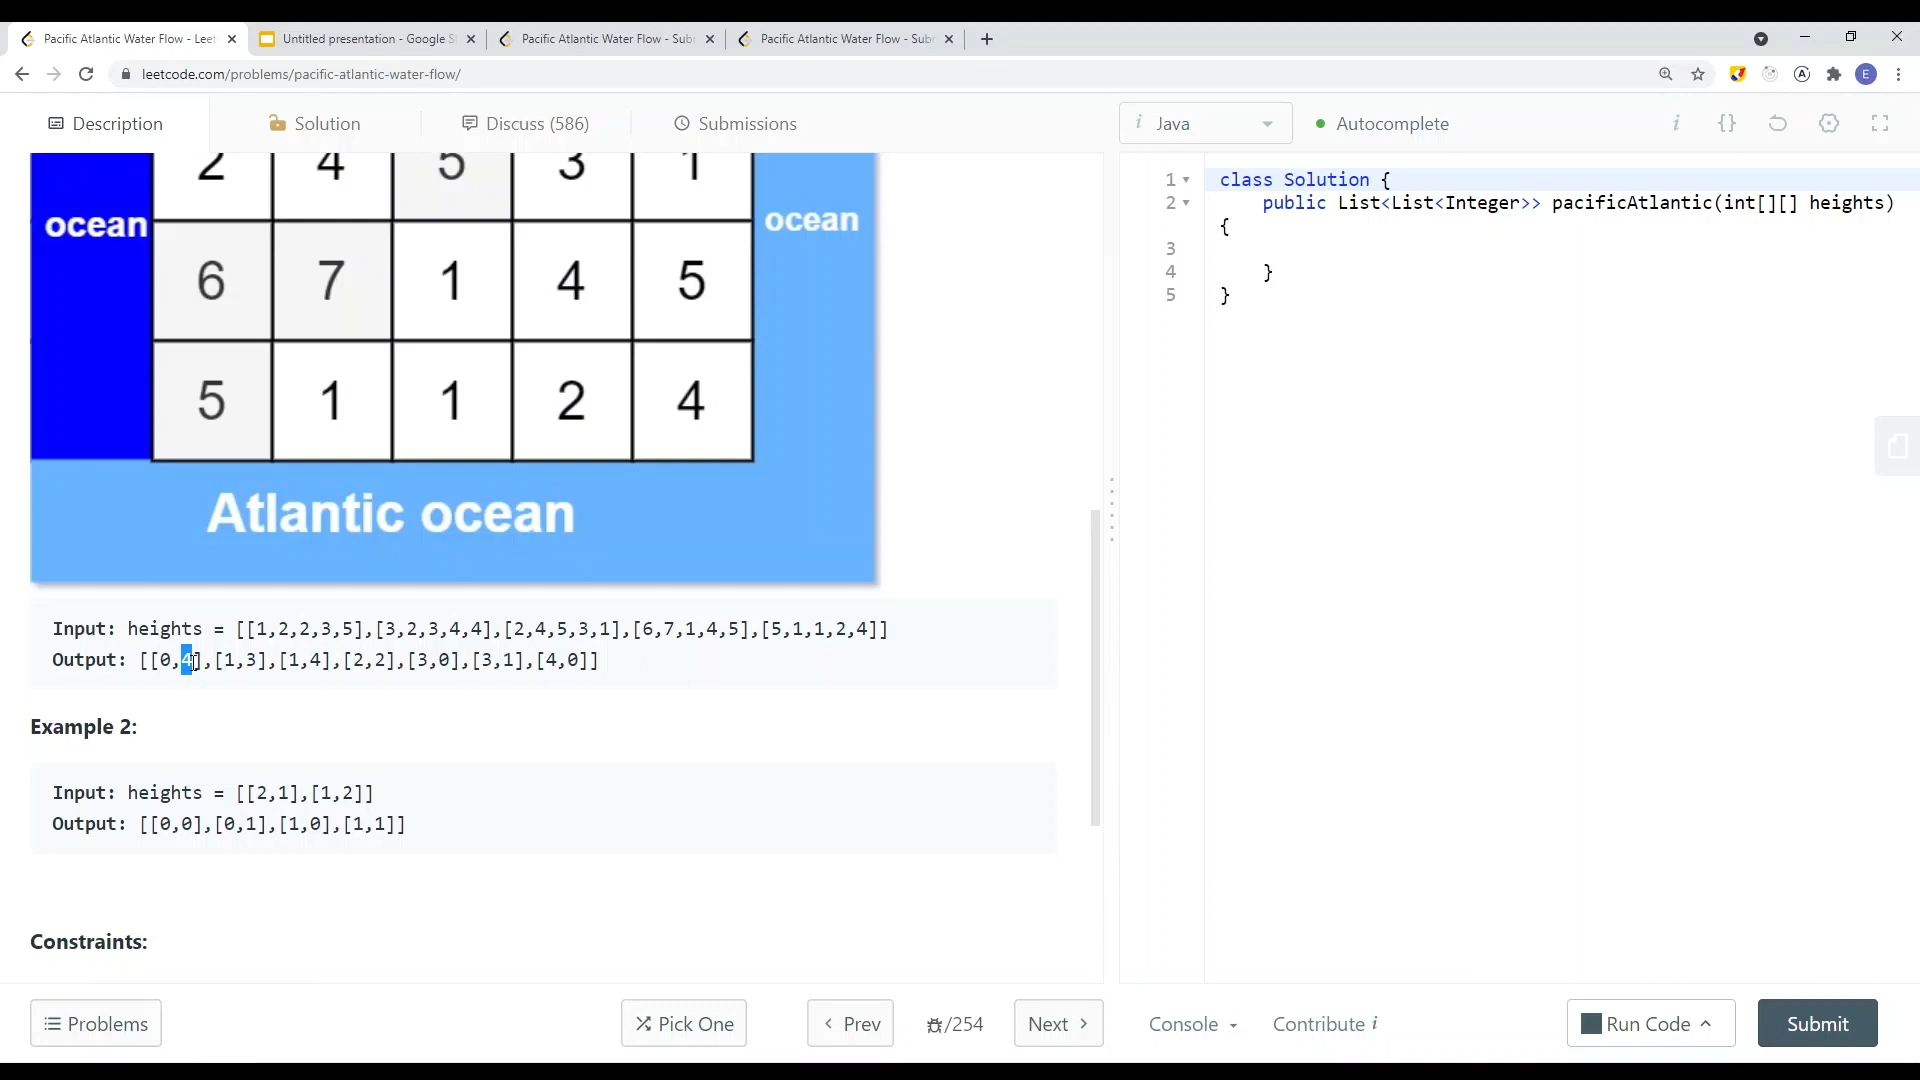 Pacific Atlantic Water Flow - Leet
Untitled presentation - Google S
Pacific Atlantic Water Flow - Sub
Pacific Atlantic Water Flow - Sub
leetcode.com/problems/pacific-atlantic-water-flow/
E
Description
Solution
Discuss (586)
Submissions
i Java
Autocomplete
i {}
2 4 5 3 1
ocean
ocean
6 7 1 4 5
5 1 1 2 4
Atlantic ocean
Input: heights = [[1,2,2,3,5],[3,2,3,4,4],[2,4,5,3,1],[6,7,1,4,5],[5,1,1,2,4]]
Output: [[0,4],[1,3],[1,4],[2,2],[3,0],[3,1],[4,0]]
Example 2:
Input: heights = [[2,1],[1,2]]
Output: [[0,0],[0,1],[1,0],[1,1]]
Constraints:
1 class Solution {
2 public List<List<Integer>> pacificAtlantic(int[][] heights)
{
3
4 }
5 }
Problems
Pick One
Prev
/254
Next
Console
Contribute i
Run Code
Submit